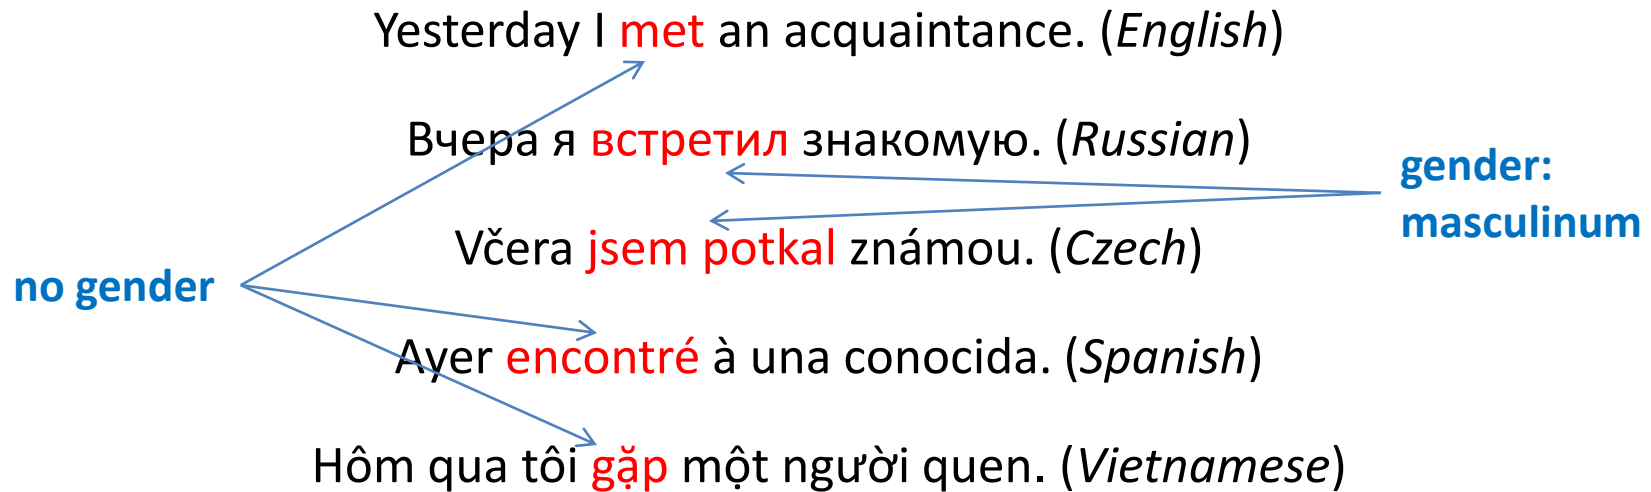 Yesterday I met an acquaintance. (English)
Вчера я встретил знакомую. (Russian)
gender:
masculinum
Včera jsem potkal známou. (Czech)
no gender
Ayer encontré à una conocida. (Spanish)
Hôm qua tôi gặp một người quen. (Vietnamese)